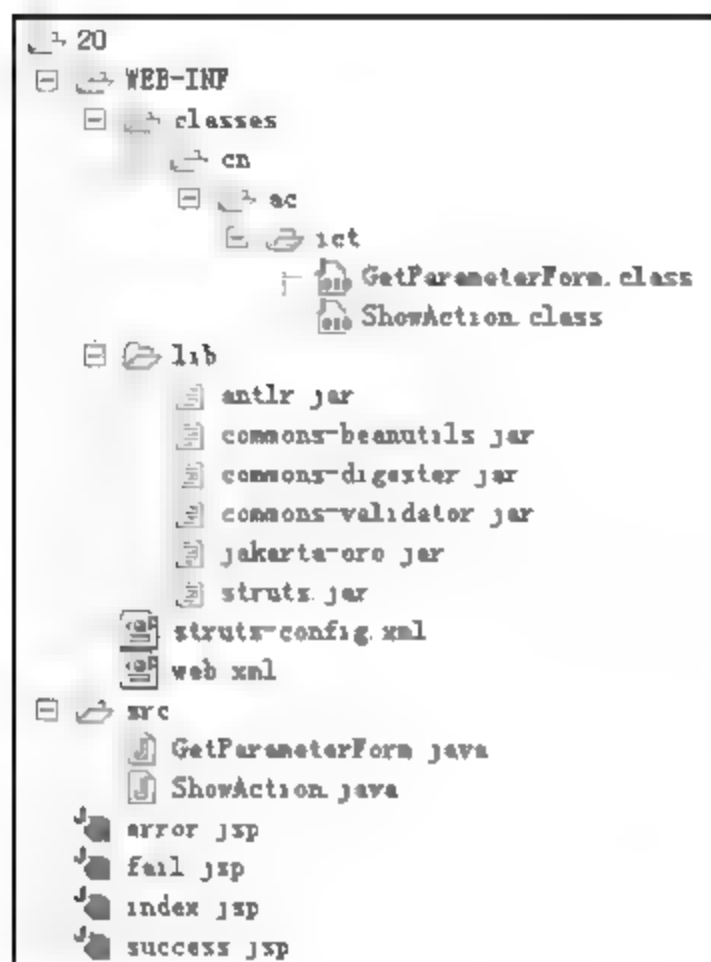 20
WEB-INF
classes
cn
ac
ict
GetParameterForm.class
ShowAction.class
lib
antlr.jar
commons-beanutils.jar
commons-digester.jar
commons-validator.jar
jakarta-oro.jar
struts.jar
struts-config.xml
web.xml
src
GetParameterForm.java
ShowAction.java
error.jsp
fail.jsp
index.jsp
success.jsp